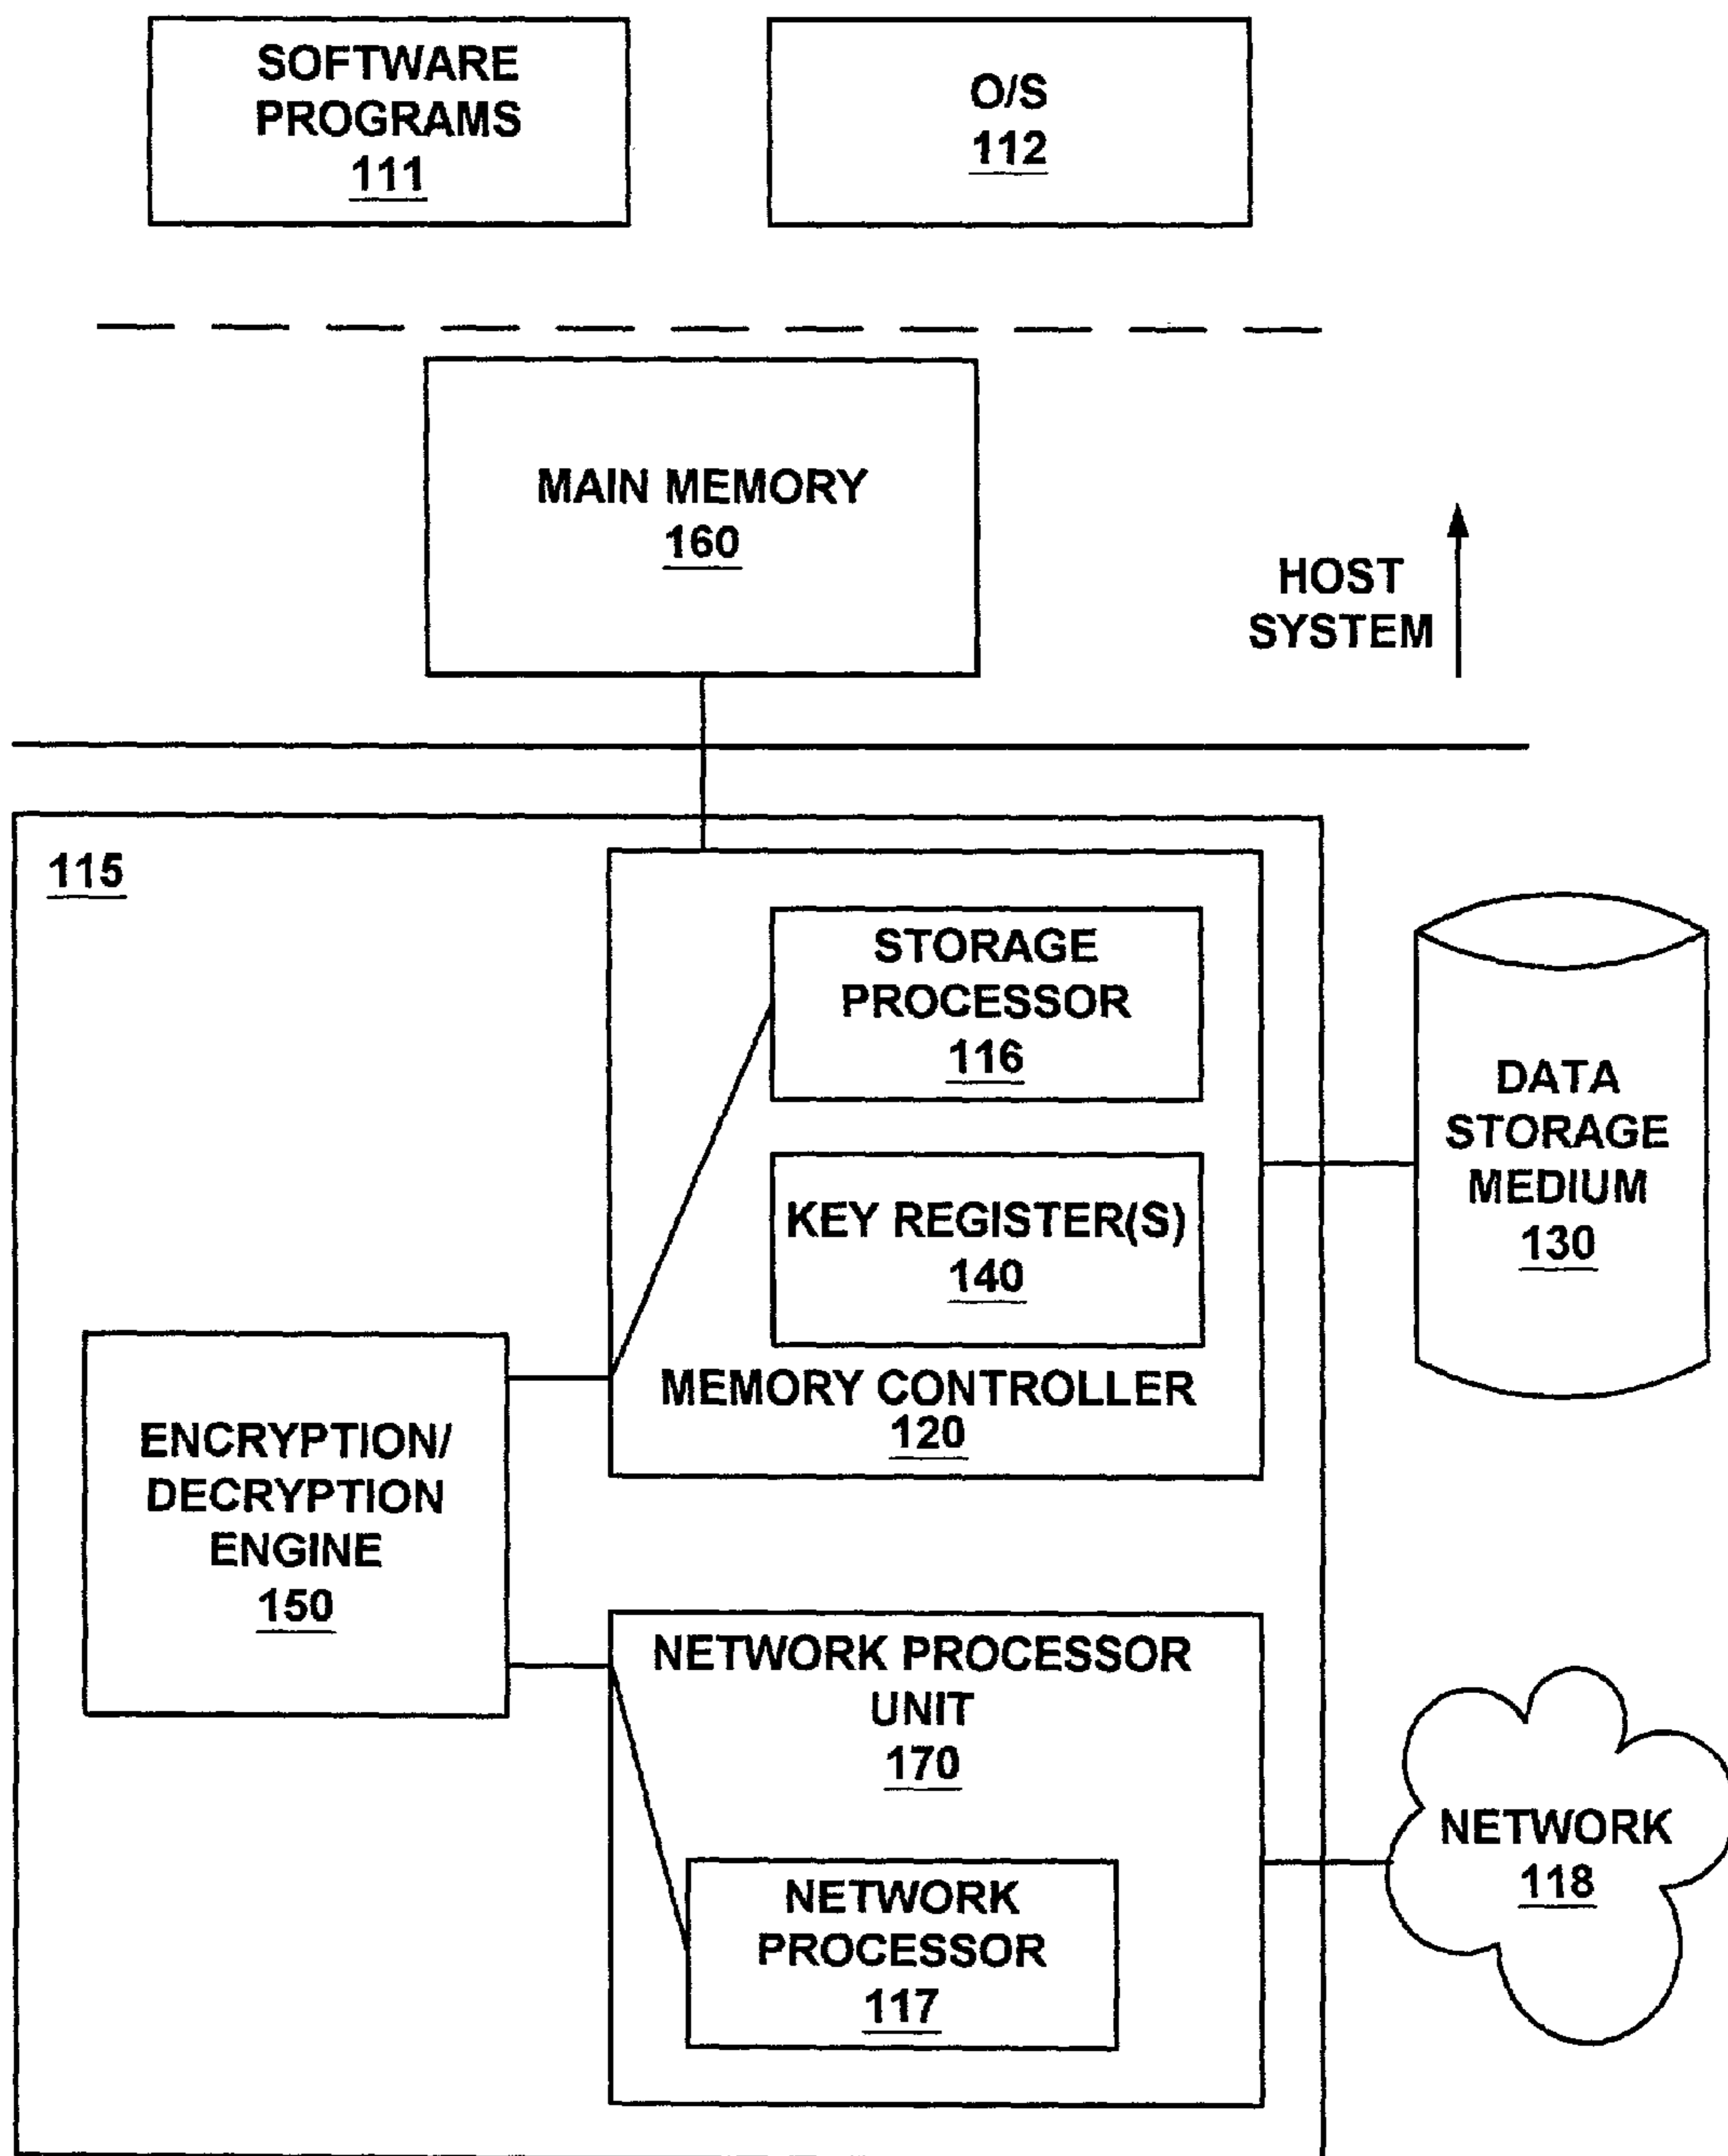 SOFTWARE
PROGRAMS
111
O/S
112
MAIN MEMORY
160
HOST
SYSTEM
115
STORAGE
PROCESSOR
116
KEY REGISTER(S)
140
MEMORY CONTROLLER
120
DATA
STORAGE
MEDIUM
130
ENCRYPTION/
DECRYPTION
ENGINE
150
NETWORK PROCESSOR
UNIT
170
NETWORK
PROCESSOR
117
NETWORK
118